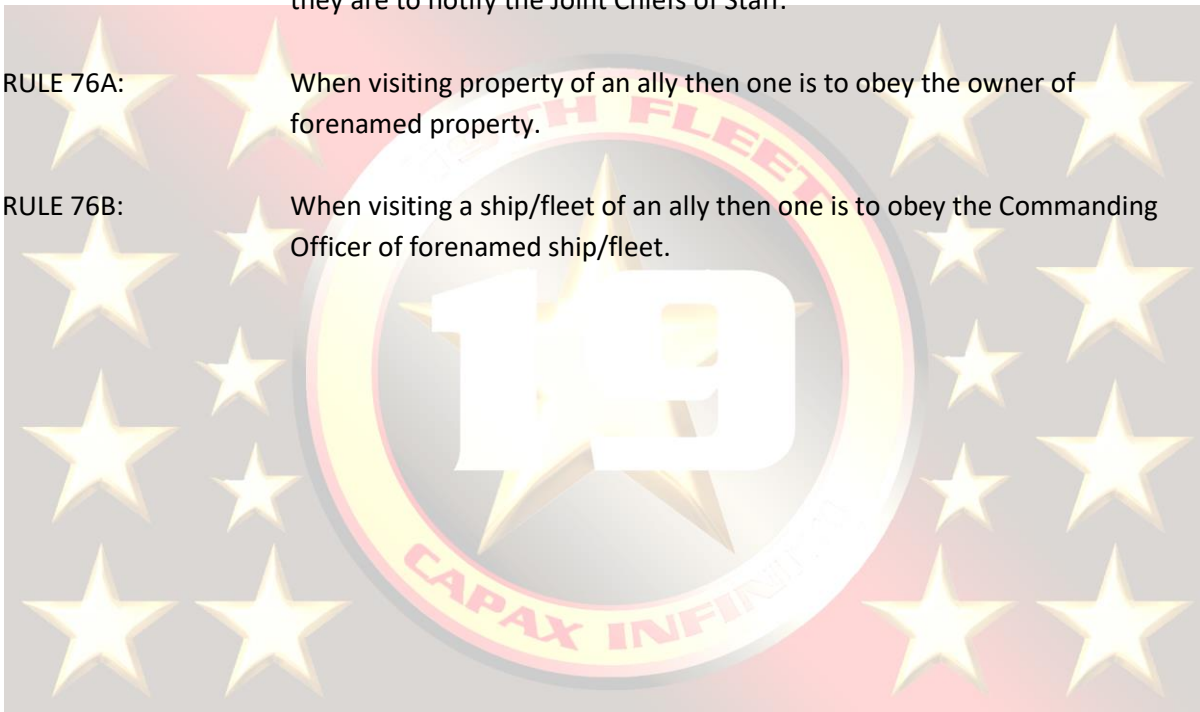 they are to notify the Joint Chiefs of Staff.
RULE 76A: When visiting property of an ally then one is to obey the owner of
forenamed property.
RULE 76B: When visiting a ship/fleet of an ally then one is to obey the Commanding
Officer of forenamed ship/fleet.
19TH FLEET
19
CAPAX INFINITI